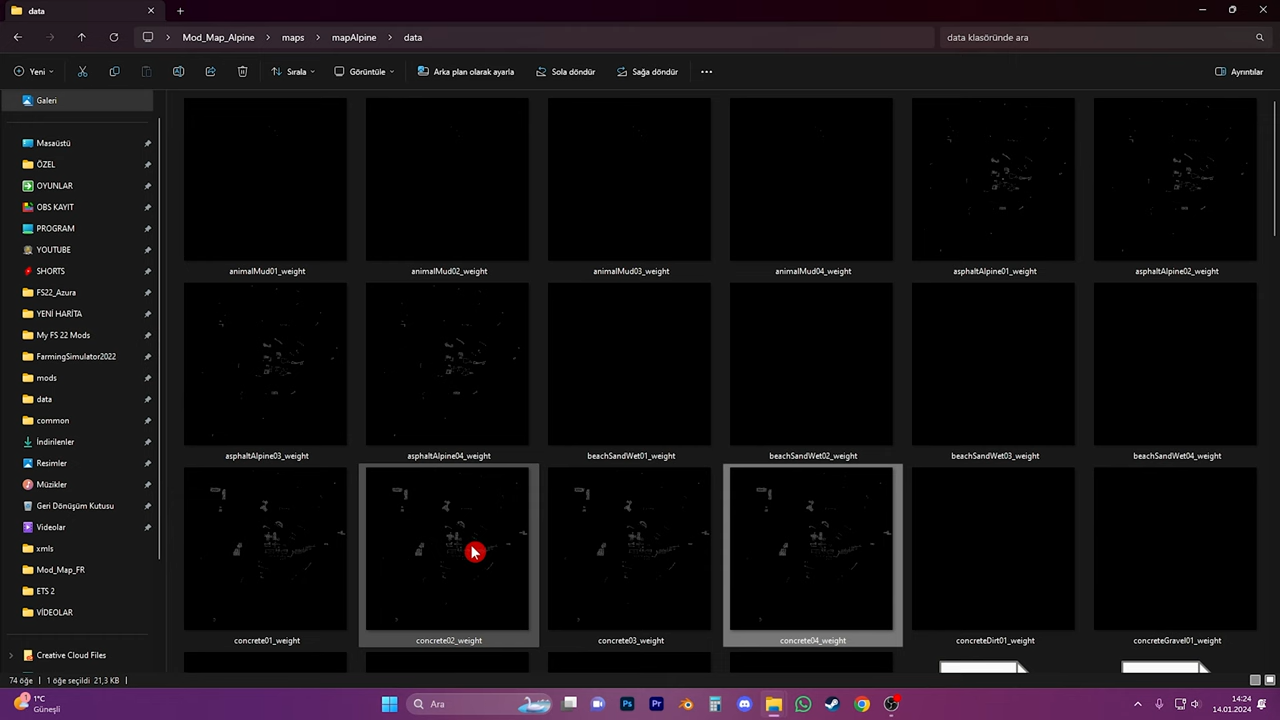 data
Mod_Map_Alpine > maps > mapAlpine > data
data klasöründe ara
Yeni
Sırala
Görüntüle
Arka plan olarak ayarla
Sola döndür
Sağa döndür
Ayrıntılar
Galeri
Masaüstü
ÖZEL
OYUNLAR
OBS KAYIT
PROGRAM
YOUTUBE
SHORTS
FS22_Azura
YENİ HARİTA
My FS 22 Mods
FarmingSimulator2022
mods
data
common
İndirilenler
Resimler
Müzikler
Geri Dönüşüm Kutusu
Videolar
xmls
Mod_Map_FR
ETS 2
VİDEOLAR
Creative Cloud Files
animalMud01_weight
animalMud02_weight
animalMud03_weight
animalMud04_weight
asphaltAlpine01_weight
asphaltAlpine02_weight
asphaltAlpine03_weight
asphaltAlpine04_weight
beachSandWet01_weight
beachSandWet02_weight
beachSandWet03_weight
beachSandWet04_weight
concrete01_weight
concrete02_weight
concrete03_weight
concrete04_weight
concreteDirt01_weight
concreteGravel01_weight
74 öğe
1 öğe seçildi 21,3 KB
1°C
Güneşli
Ara
14:24
14.01.2024